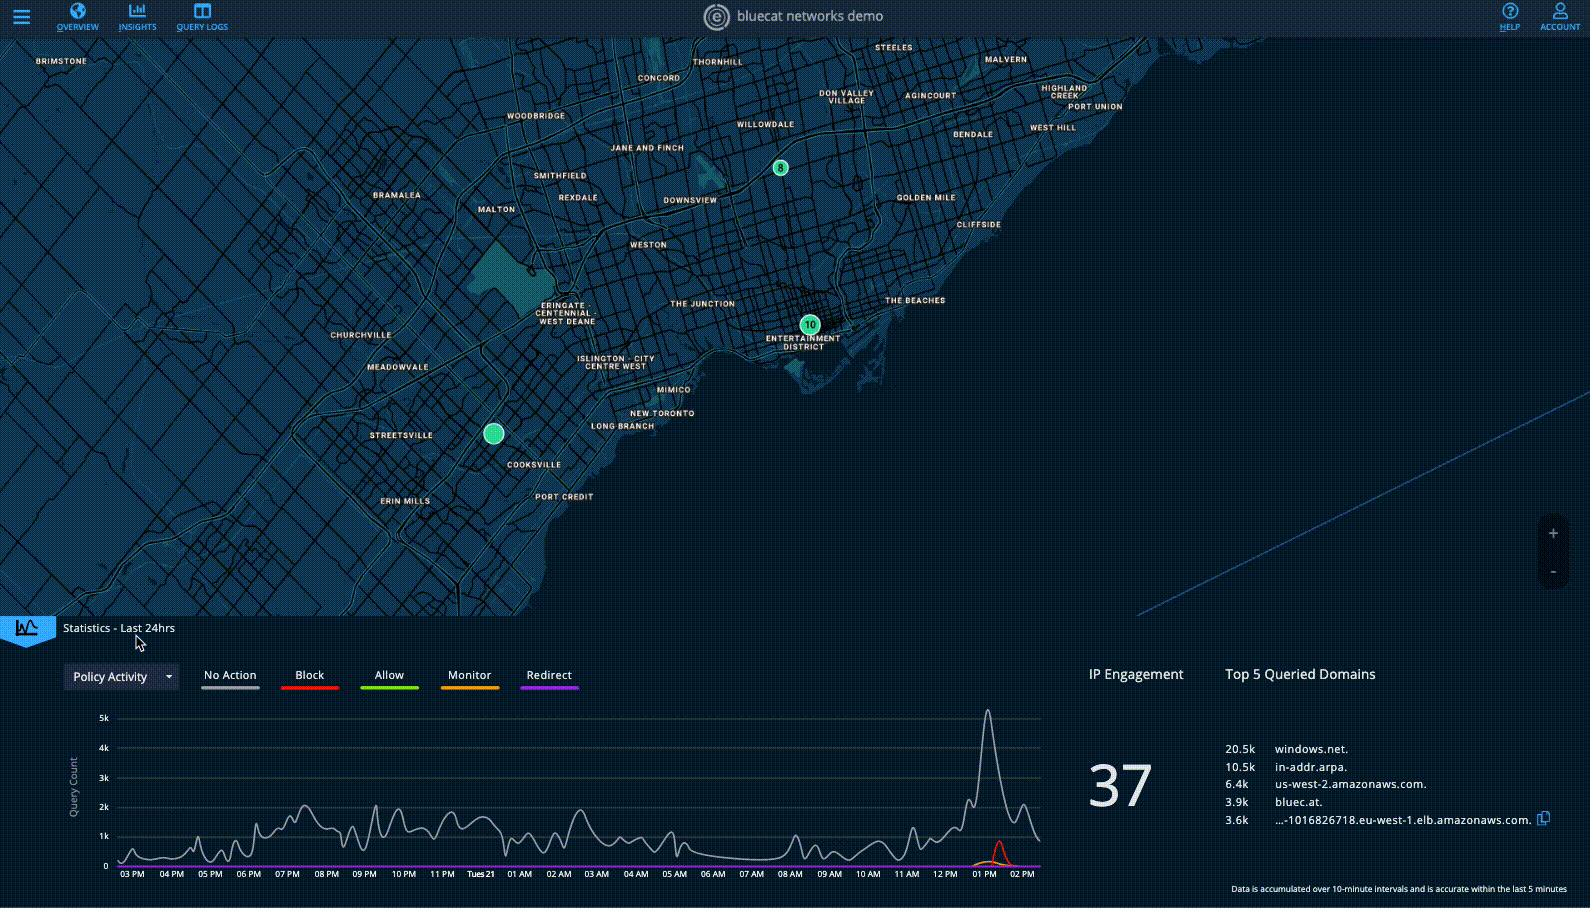 OVERVIEW
INSIGHTS
QUERY LOGS
bluecat networks demo
HELP
ACCOUNT
BRIMSTONE
STEELES
THORNHILL
MALVERN
CONCORD
HIGHLAND
CREEK
DON VALLEY
VILLAGE
AGINCOURT
PORT UNION
WOODBRIDGE
WILLOWDALE
WEST HILL
BENDALE
JANE AND FINCH
8
SMITHFIELD
BRAMALEA
REXDALE
DOWNSVIEW
GOLDEN MILE
MALTON
CLIFFSIDE
WESTON
THE BEACHES
THE JUNCTION
ERINGATE -
CENTENNIAL -
WEST DEANE
10
CHURCHVILLE
ENTERTAINMENT
DISTRICT
ISLINGTON - CITY
CENTRE WEST
MEADOWVALE
MIMICO
NEW TORONTO
LONG BRANCH
STREETSVILLE
COOKSVILLE
PORT CREDIT
ERIN MILLS
+
-
Statistics - Last 24hrs
Policy Activity
No Action
Block
Allow
Monitor
Redirect
IP Engagement
Top 5 Queried Domains
Query Count
5k
4k
3k
2k
1k
0
03 PM
04 PM
05 PM
06 PM
07 PM
08 PM
09 PM
10 PM
11 PM
Tues 21
01 AM
02 AM
03 AM
04 AM
05 AM
06 AM
07 AM
08 AM
09 AM
10 AM
11 AM
12 PM
01 PM
02 PM
37
20.5k windows.net.
10.5k in-addr.arpa.
6.4k us-west-2.amazonaws.com.
3.9k bluec.at.
3.6k ...-1016826718.eu-west-1.elb.amazonaws.com.
Data is accumulated over 10-minute intervals and is accurate within the last 5 minutes